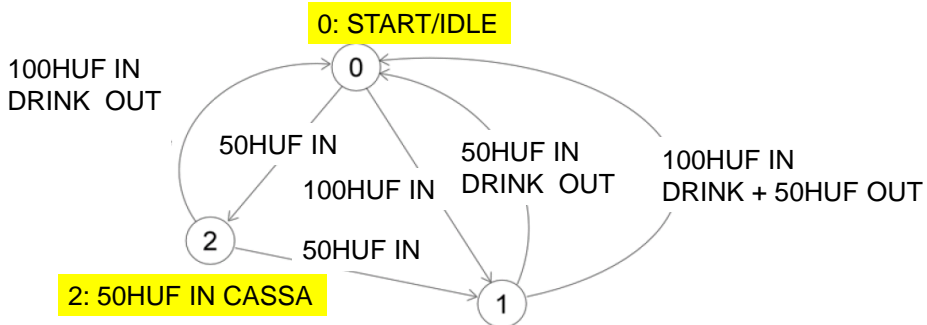 0: START/IDLE
0
100HUF IN
DRINK OUT
50HUF IN
100HUF IN
50HUF IN
DRINK OUT
100HUF IN
DRINK + 50HUF OUT
2
50HUF IN
2: 50HUF IN CASSA
1